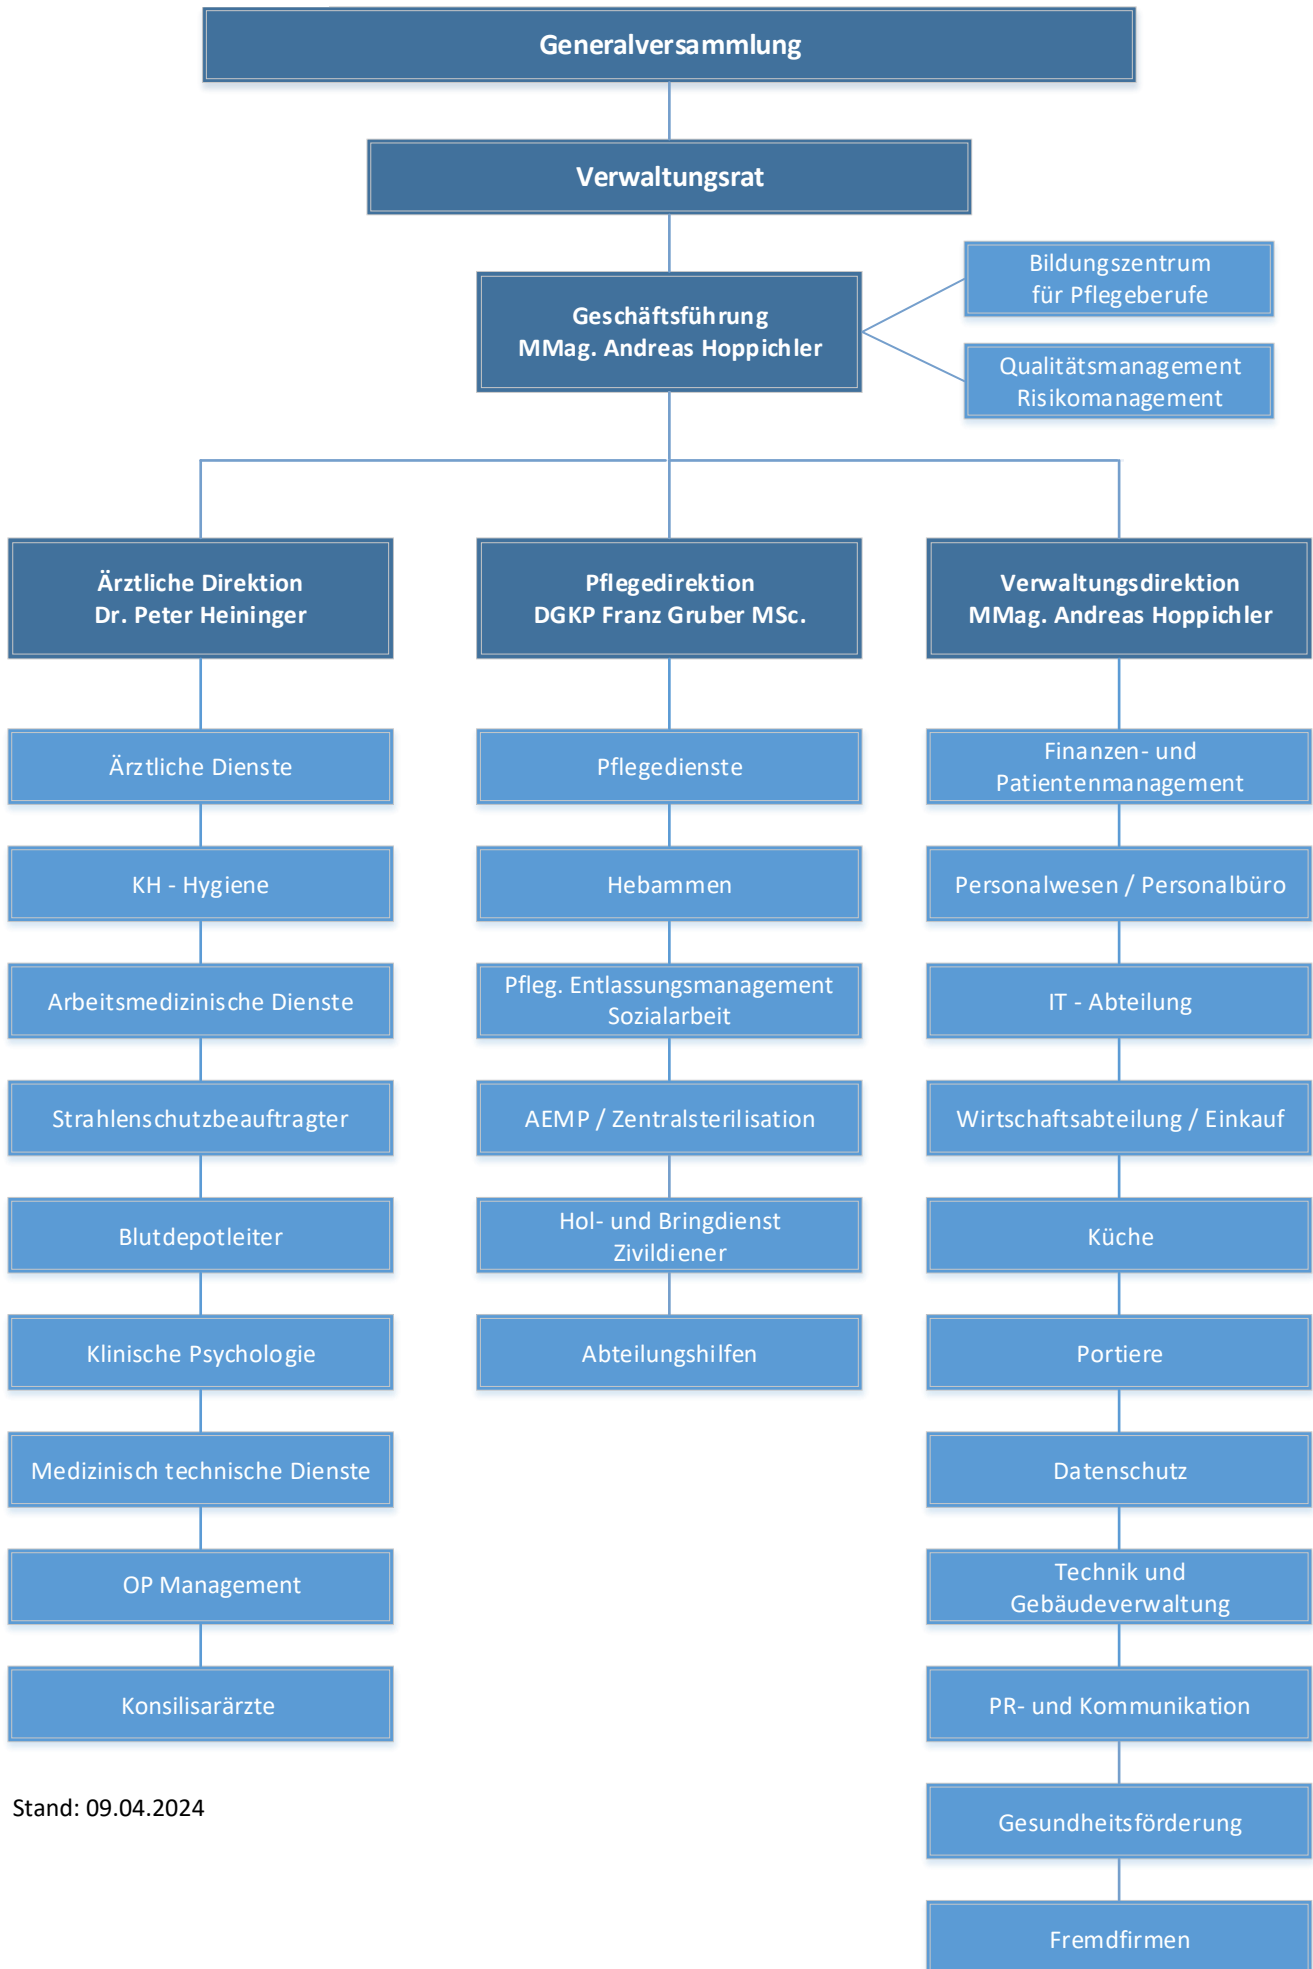 Generalversammlung
Verwaltungsrat
Geschäftsführung
MMag. Andreas Hoppichler
Bildungszentrum
für Pflegeberufe
Qualitätsmanagement
Risikomanagement
Ärztliche Direktion
Dr. Peter Heininger
Ärztliche Dienste
KH - Hygiene
Arbeitsmedizinische Dienste
Strahlenschutzbeauftragter
Blutdepotleiter
Klinische Psychologie
Medizinisch technische Dienste
OP Management
Konsilisarärzte
Pflegedirektion
DGKP Franz Gruber MSc.
Pflegedienste
Hebammen
Pfleg. Entlassungsmanagement
Sozialarbeit
AEMP / Zentralsterilisation
Hol- und Bringdienst
Zivildiener
Abteilungshilfen
Verwaltungsdirektion
MMag. Andreas Hoppichler
Finanzen- und
Patientenmanagement
Personalwesen / Personalbüro
IT - Abteilung
Wirtschaftsabteilung / Einkauf
Küche
Portiere
Datenschutz
Technik und
Gebäudeverwaltung
PR- und Kommunikation
Gesundheitsförderung
Fremdfirmen
Stand: 09.04.2024